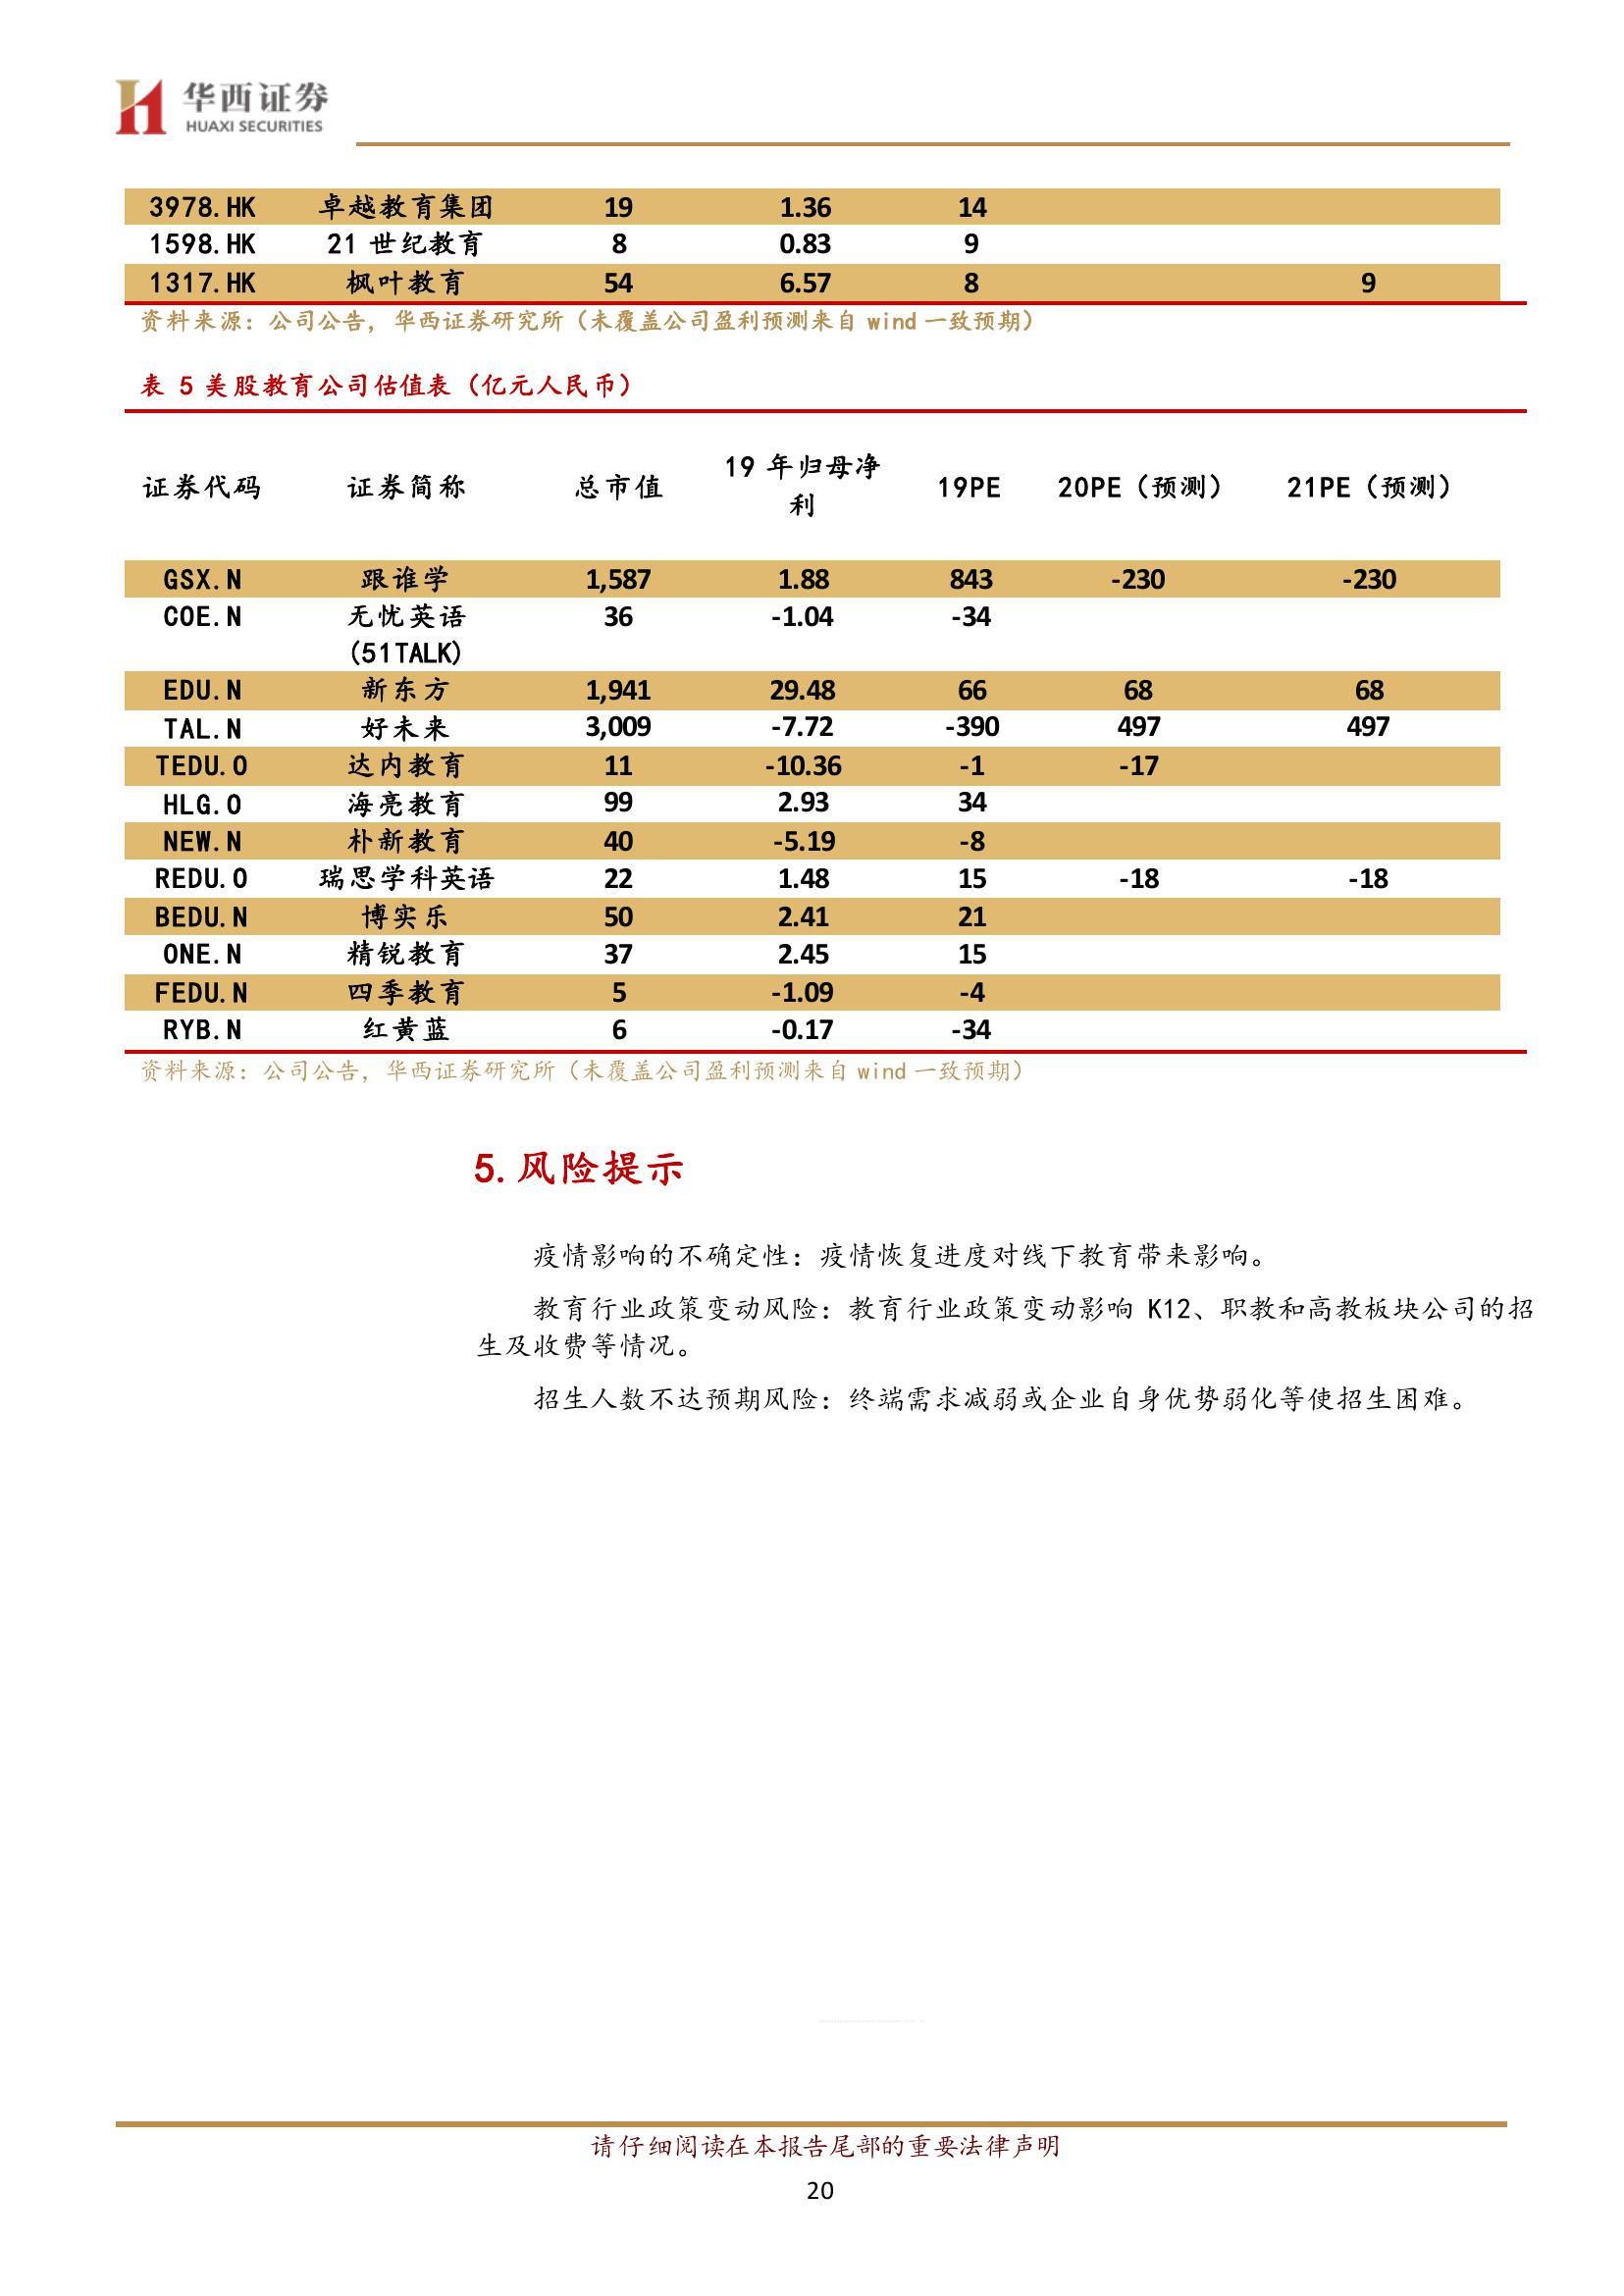 华西证券
HUAXI SECURITIES
3978.HK 卓越教育集团 19 1.36 14
1598.HK 21 世纪教育 8 0.83 9
1317.HK 枫叶教育 54 6.57 8 9
资料来源：公司公告，华西证券研究所（未覆盖公司盈利预测来自 wind 一致预期）
表 5 美股教育公司估值表（亿元人民币）
证券代码 证券简称 总市值 19 年归母净利 19PE 20PE（预测） 21PE（预测）
GSX.N 跟谁学 1,587 1.88 843 -230 -230
COE.N 无忧英语 36 -1.04 -34
(51TALK)
EDU.N 新东方 1,941 29.48 66 68 68
TAL.N 好未来 3,009 -7.72 -390 497 497
TEDU.O 达内教育 11 -10.36 -1 -17
HLG.O 海亮教育 99 2.93 34
NEW.N 朴新教育 40 -5.19 -8
REDU.O 瑞思学科英语 22 1.48 15 -18 -18
BEDU.N 博实乐 50 2.41 21
ONE.N 精锐教育 37 2.45 15
FEDU.N 四季教育 5 -1.09 -4
RYB.N 红黄蓝 6 -0.17 -34
资料来源：公司公告，华西证券研究所（未覆盖公司盈利预测来自 wind 一致预期）
5.风险提示
疫情影响的不确定性：疫情恢复进度对线下教育带来影响。
教育行业政策变动风险：教育行业政策变动影响 K12、职教和高教板块公司的招
生及收费等情况。
招生人数不达预期风险：终端需求减弱或企业自身优势弱化等使招生困难。
请仔细阅读在本报告尾部的重要法律声明
20